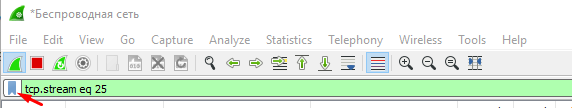 *Беспроводная сеть
File Edit View Go Capture Analyze Statistics Telephony Wireless Tools Help
tcp.stream eq 25